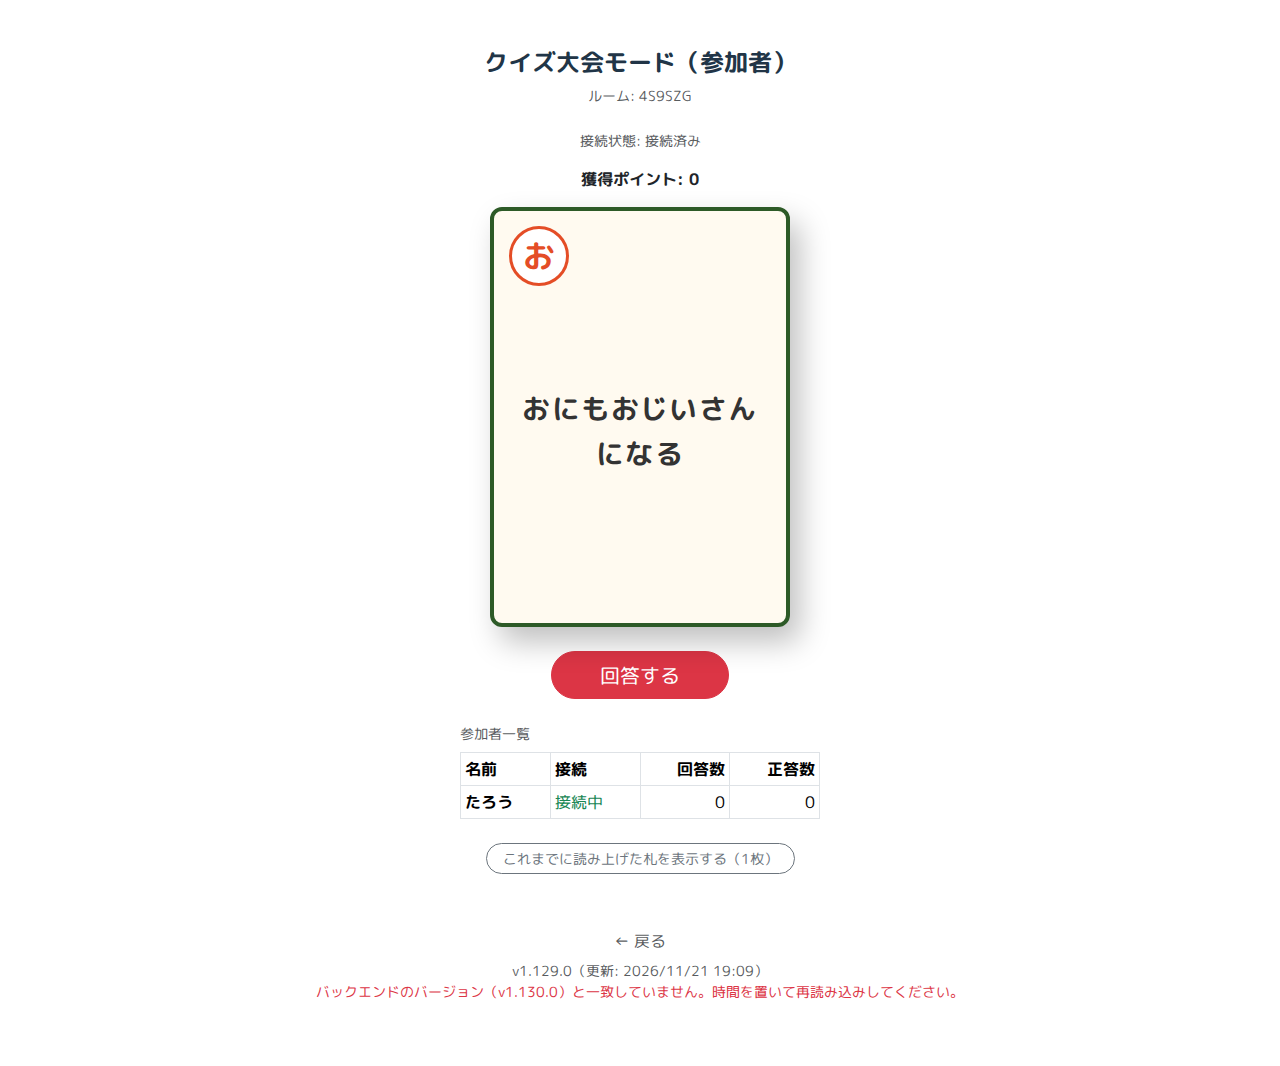 クイズ大会モード（参加者）
ルーム: 4S9SZG
接続状態: 接続済み
獲得ポイント: 0
お
おにもおじいさん
になる
回答する
参加者一覧
名前 接続 回答数 正答数
たろう 接続中 0 0
これまでに読み上げた札を表示する（1枚）
← 戻る
v1.129.0（更新: 2026/11/21 19:09）
バックエンドのバージョン（v1.130.0）と一致していません。時間を置いて再読み込みしてください。